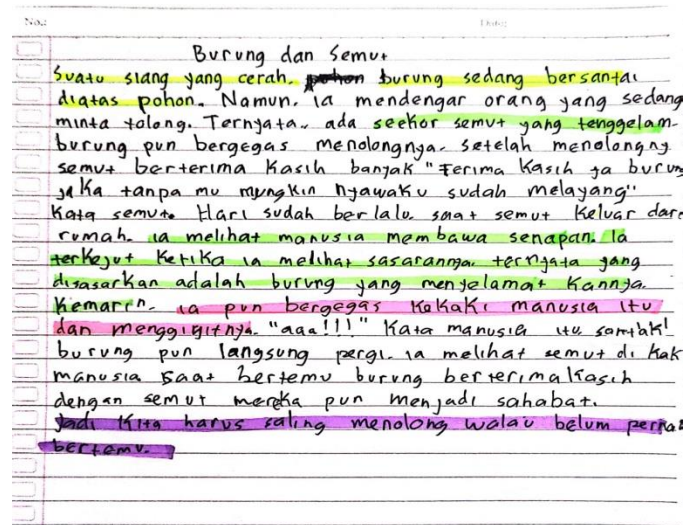 No.:
Date:
Burung dan Semut
Suatu siang yang cerah. burung sedang bersantai
diatas pohon. Namun. ia mendengar orang yang sedang
minta tolong. Ternyata. ada seekor semut yang tenggelam.
burung pun bergegas menolongnya. setelah menolongny
semut berterima Kasih banyak "Terima Kasih ya burung
jaKa tanpa mu mungkin nyawaku sudah melayang"
Kata semut. Hari sudah berlalu. saat semut Keluar dare
rumah. ia melihat manusia membawa senapan. Ia
terKejut Ketika ia melihat sasarannya. ternyata yang
disasarkan adalah burung yang menyelamatKannya.
Kemarin. ia pun bergegas KekaKi manusia itu
dan menggigitnya. "aaa!!!" Kata manusia itu
burung pun langsung pergi. ia melihat semut di Kak
manusia saat bertemu burung berterimaKasih
dengan semut mereka pun menjadi sahabat.
Jadi Kita harus saling menolong walau belum perna
bertemu.